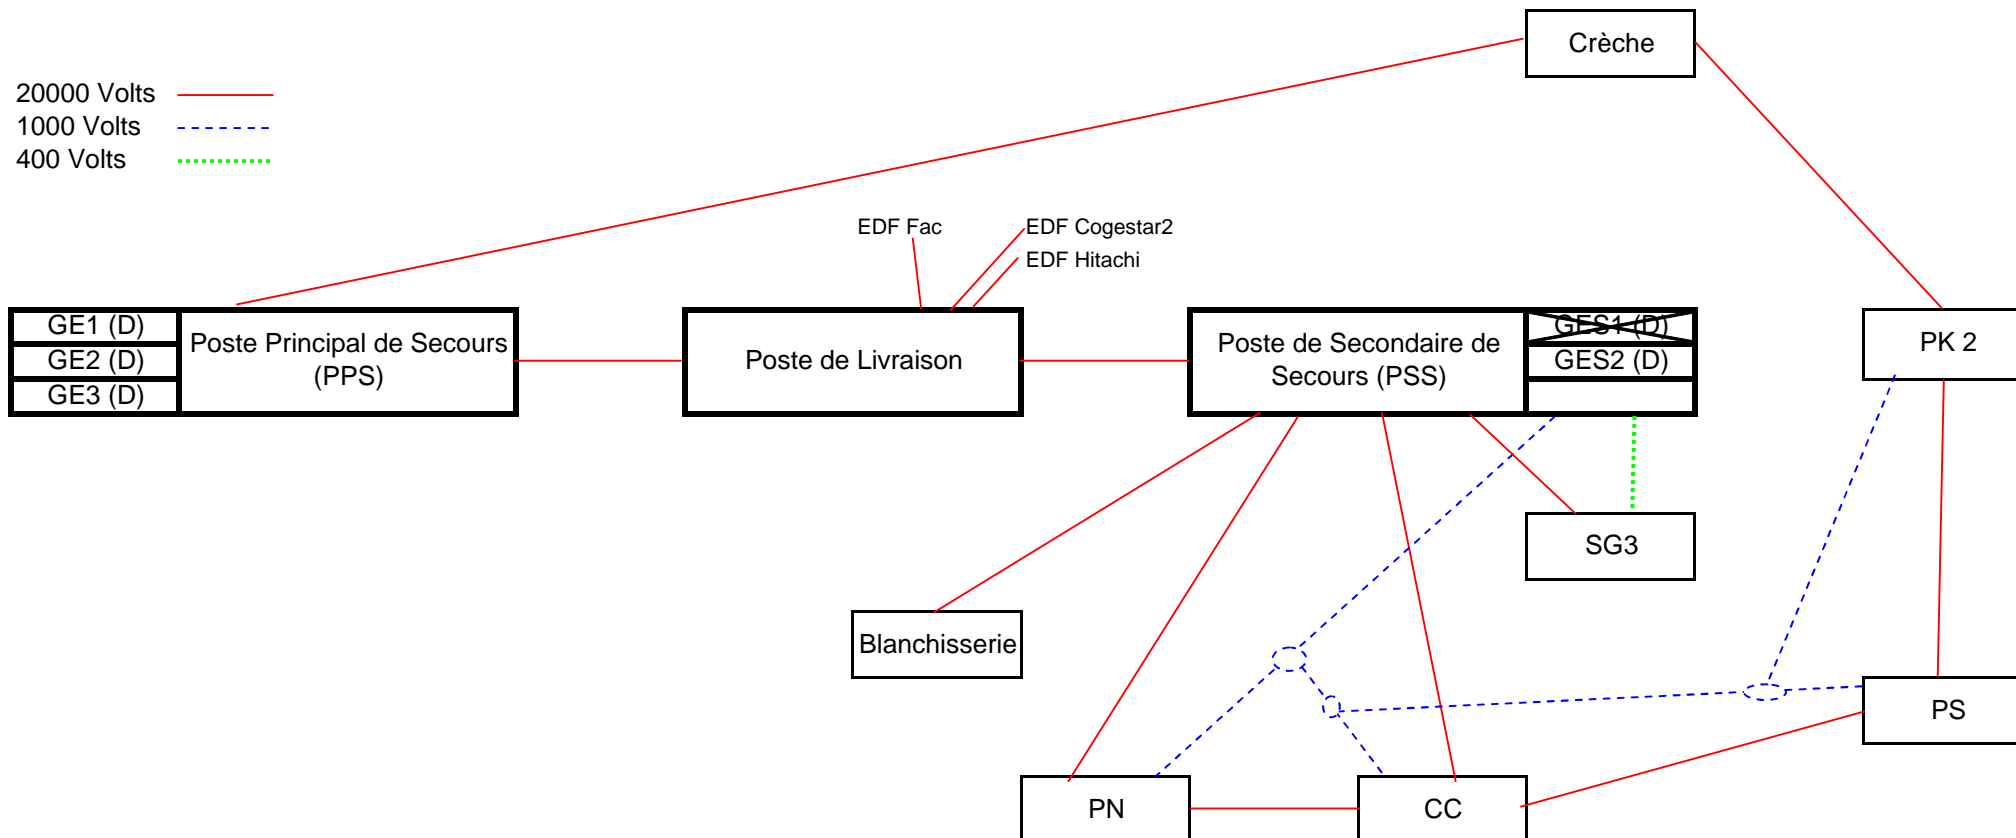 Crèche
20000 Volts
1000 Volts
400 Volts
EDF Fac
EDF Cogestar2
EDF Hitachi
GE1 (D)
GE2 (D)
GE3 (D)
Poste Principal de Secours
(PPS)
Poste de Livraison
Poste de Secondaire de
Secours (PSS)
GES1 (D)
GES2 (D)
PK 2
SG3
Blanchisserie
PS
PN
CC